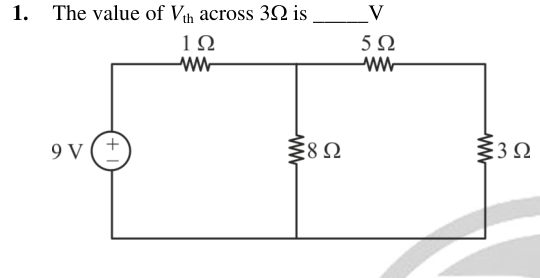 1. The value of Vth across 3Ω is _____V
1 Ω 5 Ω
9 V + 8 Ω 3 Ω